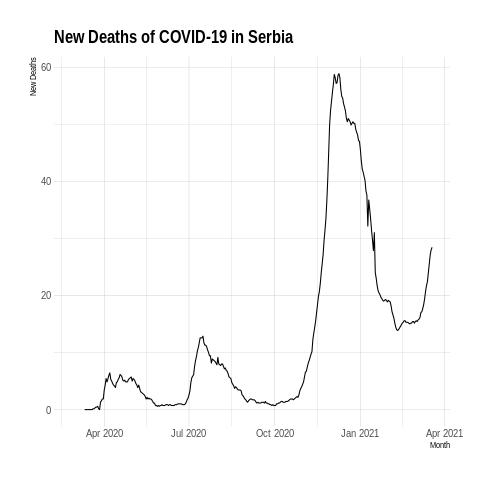 New Deaths of COVID-19 in Serbia
New Deaths
60
40
20
0
Apr 2020 Jul 2020 Oct 2020 Jan 2021 Apr 2021
Month